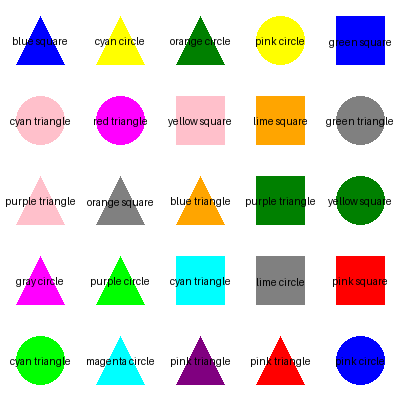 blue square cyan circle orange circle pink circle green square
cyan triangle red triangle yellow square lime square green triangle
purple triangle orange square blue triangle purple triangle yellow square
gray circle purple circle cyan triangle lime circle pink square
cyan triangle magenta circle pink triangle pink triangle pink circle